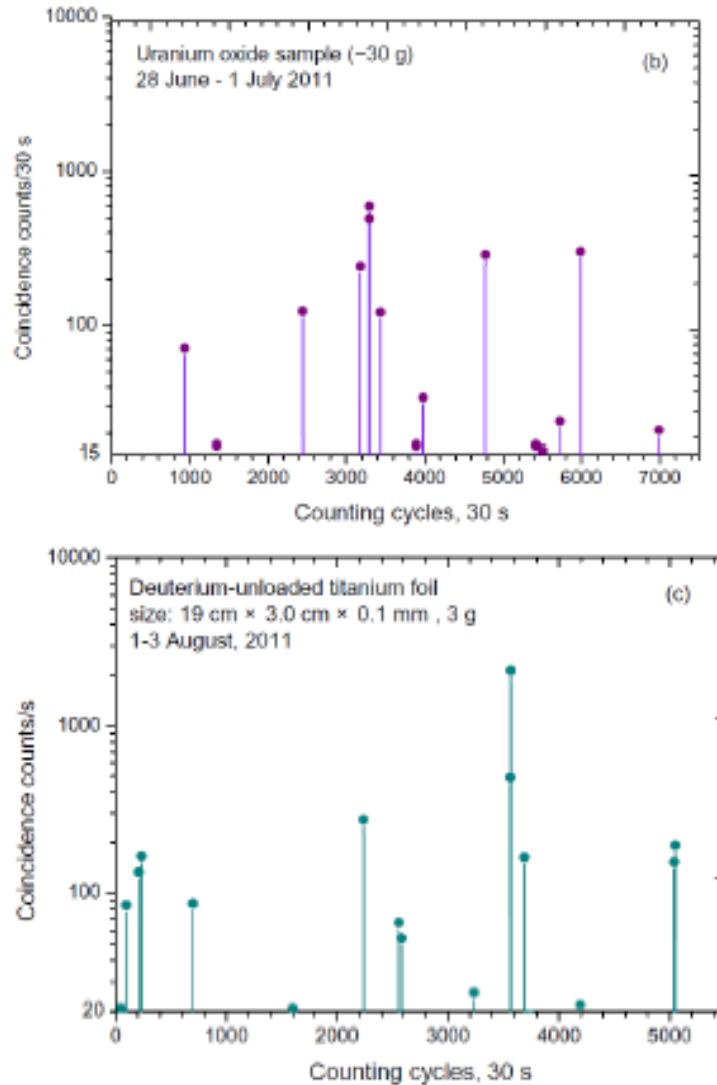 10000
Uranium oxide sample (~30 g)
(b)
28 June - 1 July 2011
1000
100
15
0 1000 2000 3000 4000 5000 6000 7000
Coincidence counts/30 s
Counting cycles, 30 s
10000
Deuterium-unloaded titanium foil
(c)
size: 19 cm × 3.0 cm × 0.1 mm , 3 g
1-3 August, 2011
1000
100
20
0 1000 2000 3000 4000 5000
Coincidence counts/s
Counting cycles, 30 s